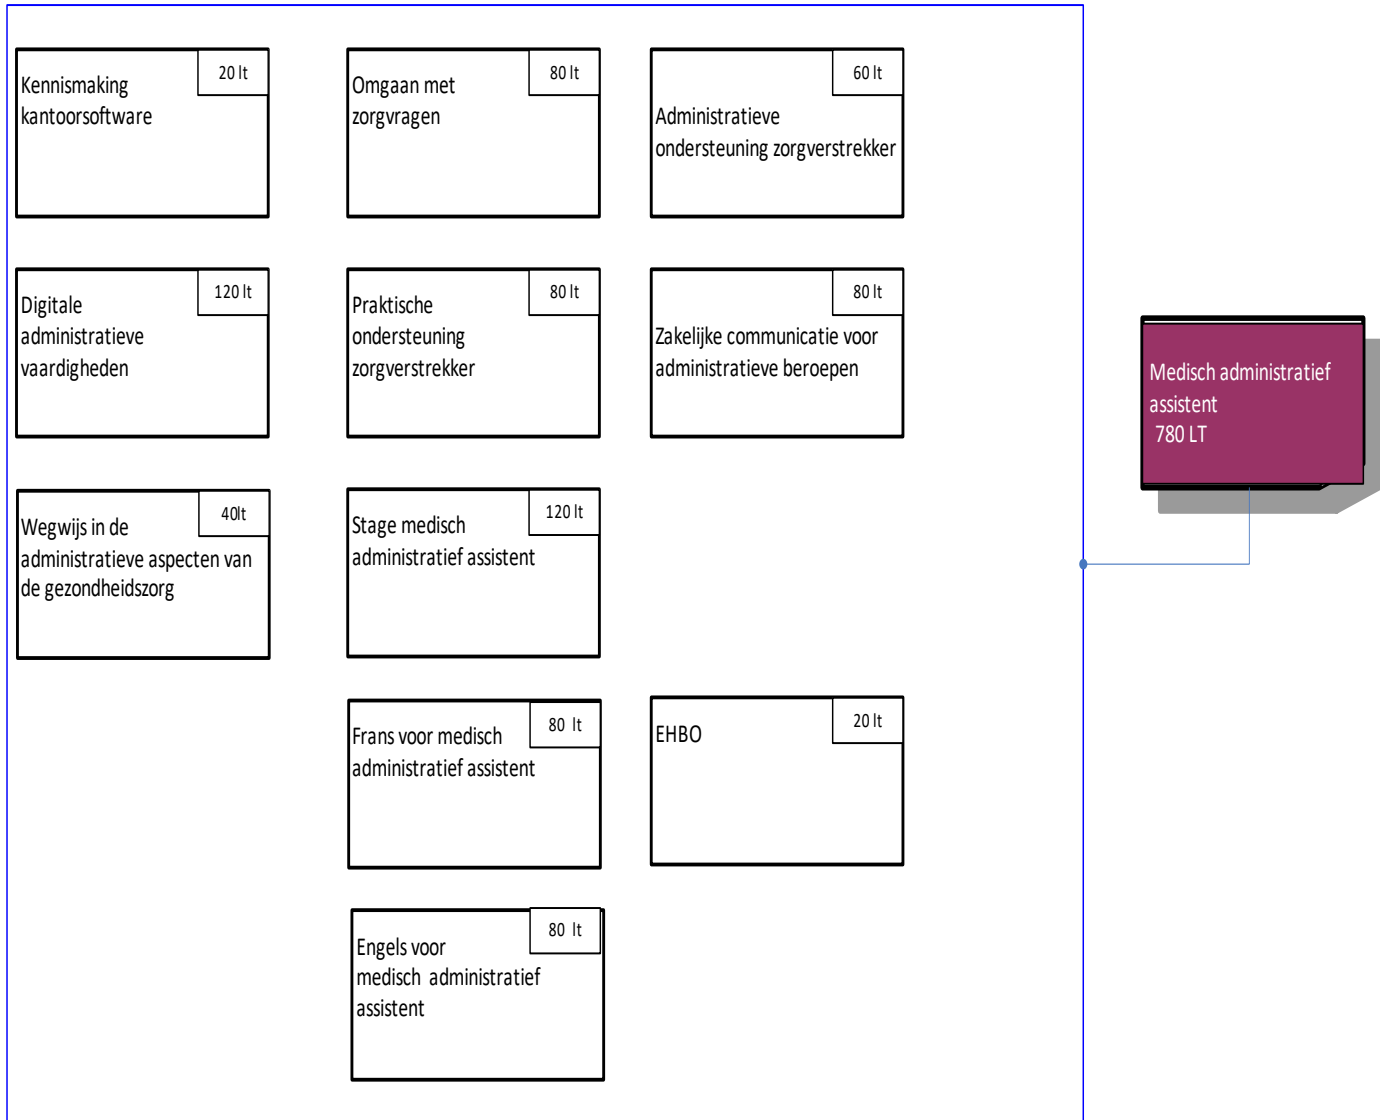 Kennismaking
kantoorsoftware
20 lt
Omgaan met
zorgvragen
80 lt
Administratieve
ondersteuning zorgverstrekker
60 lt
Digitale
administratieve
vaardigheden
120 lt
Praktische
ondersteuning
zorgverstrekker
80 lt
Zakelijke communicatie voor
administratieve beroepen
80 lt
Medisch administratief
assistent
780 LT
Wegwijs in de
administratieve aspecten van
de gezondheidszorg
40lt
Stage medisch
administratief assistent
120 lt
Frans voor medisch
administratief assistent
80 lt
EHBO
20 lt
Engels voor
medisch administratief
assistent
80 lt